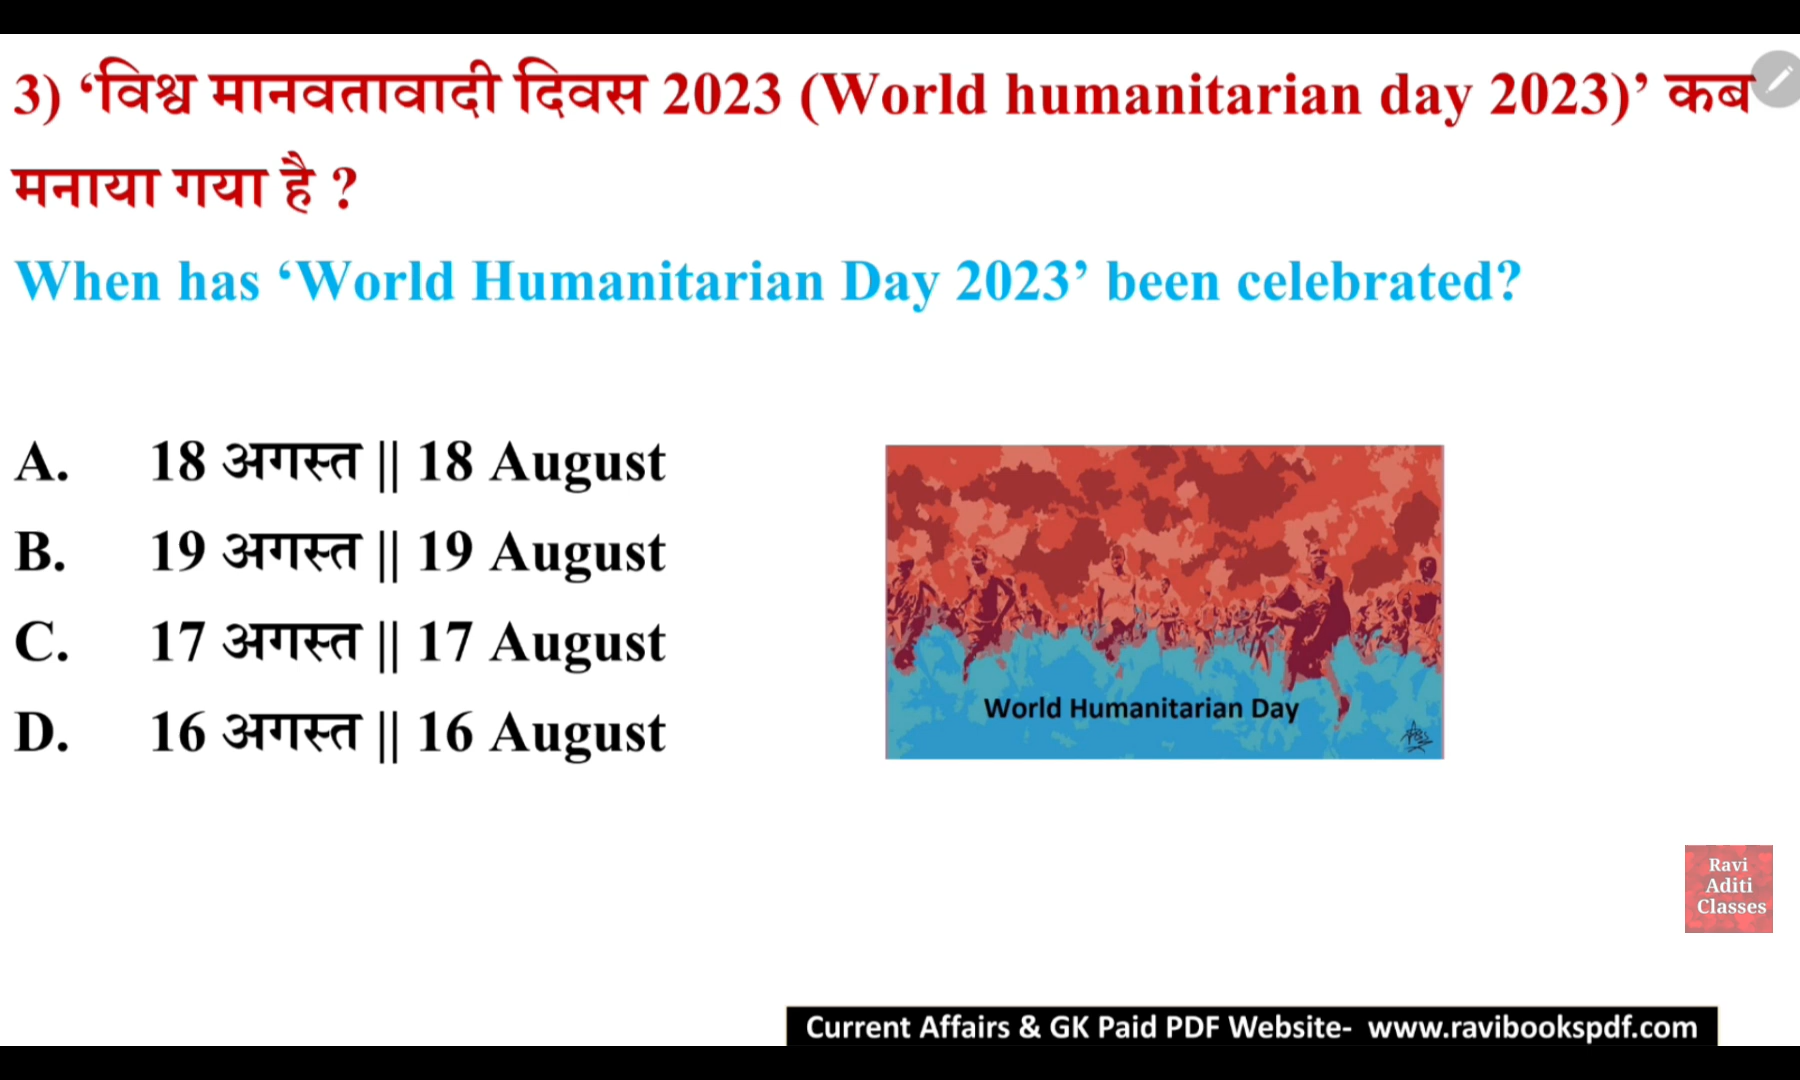 3) ‘विश्व मानवतावादी दिवस 2023 (World humanitarian day 2023)’ कब
मनाया गया है ?
When has ‘World Humanitarian Day 2023’ been celebrated?
A. 18 अगस्त || 18 August
B. 19 अगस्त || 19 August
C. 17 अगस्त || 17 August
D. 16 अगस्त || 16 August
World Humanitarian Day
Ravi
Aditi
Classes
Current Affairs & GK Paid PDF Website- www.ravibookspdf.com